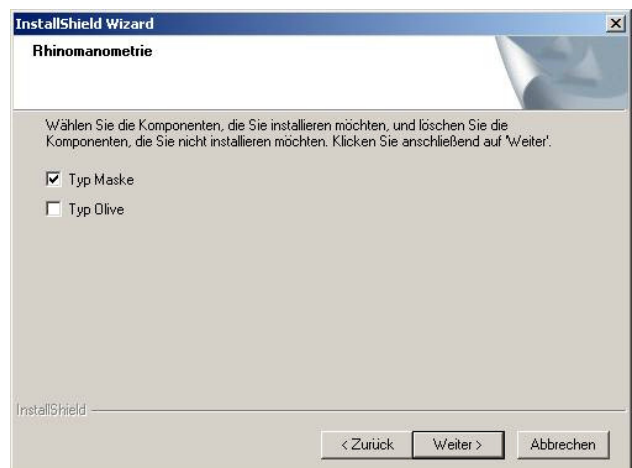 InstallShield Wizard
Rhinomanometrie
Wählen Sie die Komponenten, die Sie installieren möchten, und löschen Sie die
Komponenten, die Sie nicht installieren möchten. Klicken Sie anschließend auf 'Weiter'.
Typ Maske
Typ Olive
InstallShield
< Zurück Weiter > Abbrechen